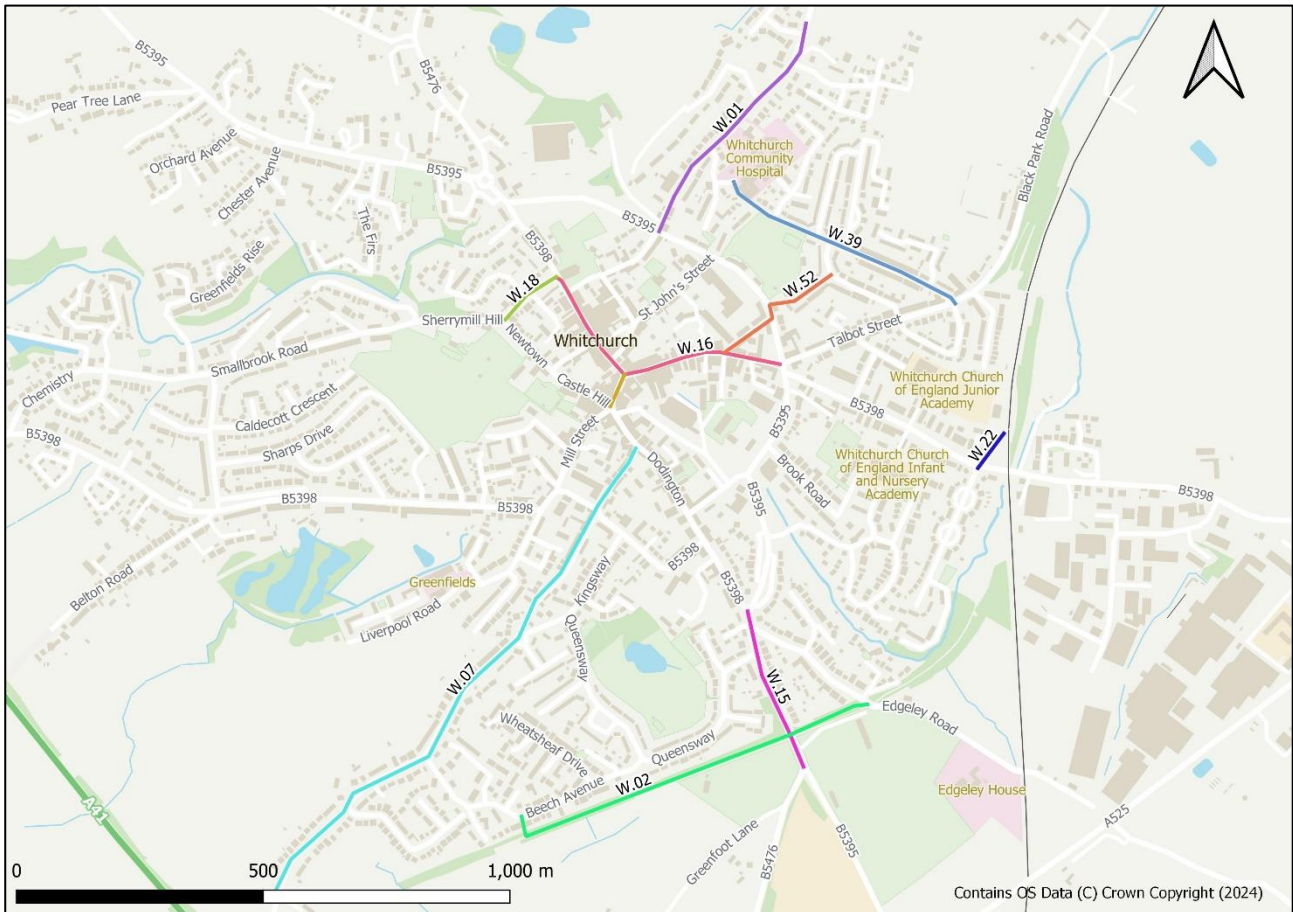 B5395
Pear Tree Lane
B5476
W.01
Orchard Avenue
Chester Avenue
The Firs
B5395
Whitchurch
Community
Hospital
Black Park Road
Greenfields Rise
B5395
B5398
W.39
St John's Street
W.18
W.52
Sherrymill Hill
Newtown
Whitchurch
W.16
Talbot Street
Smallbrook Road
Chemistry
Castle Hill
Caldecott Crescent
Sharps Drive
B5398
Mill Street
B5395
B5398
Whitchurch Church
of England Junior
Academy
W.22
Whitchurch Church
of England Infant
and Nursery
Academy
Brook Road
Dodington
B5398
B5398
B5395
B5398
Belton Road
Greenfields
Liverpool Road
Kingsway
B5398
B5398
Queensway
W.07
W.15
Wheatsheaf Drive
Queensway
Edgeley Road
Beech Avenue
W.02
Edgeley House
A41
Greenfoot Lane
B5476
B5395
A525
0 500 1,000 m
Contains OS Data (C) Crown Copyright (2024)